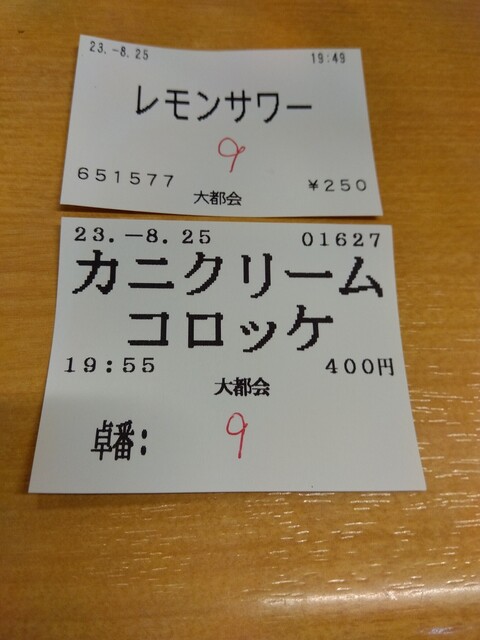 23.-8.25 19:49
レモンサワー
9
651577 ¥250
大都会
23.-8.25 01627
カニクリーム
コロッケ
19:55 400円
大都会
卓番: 9